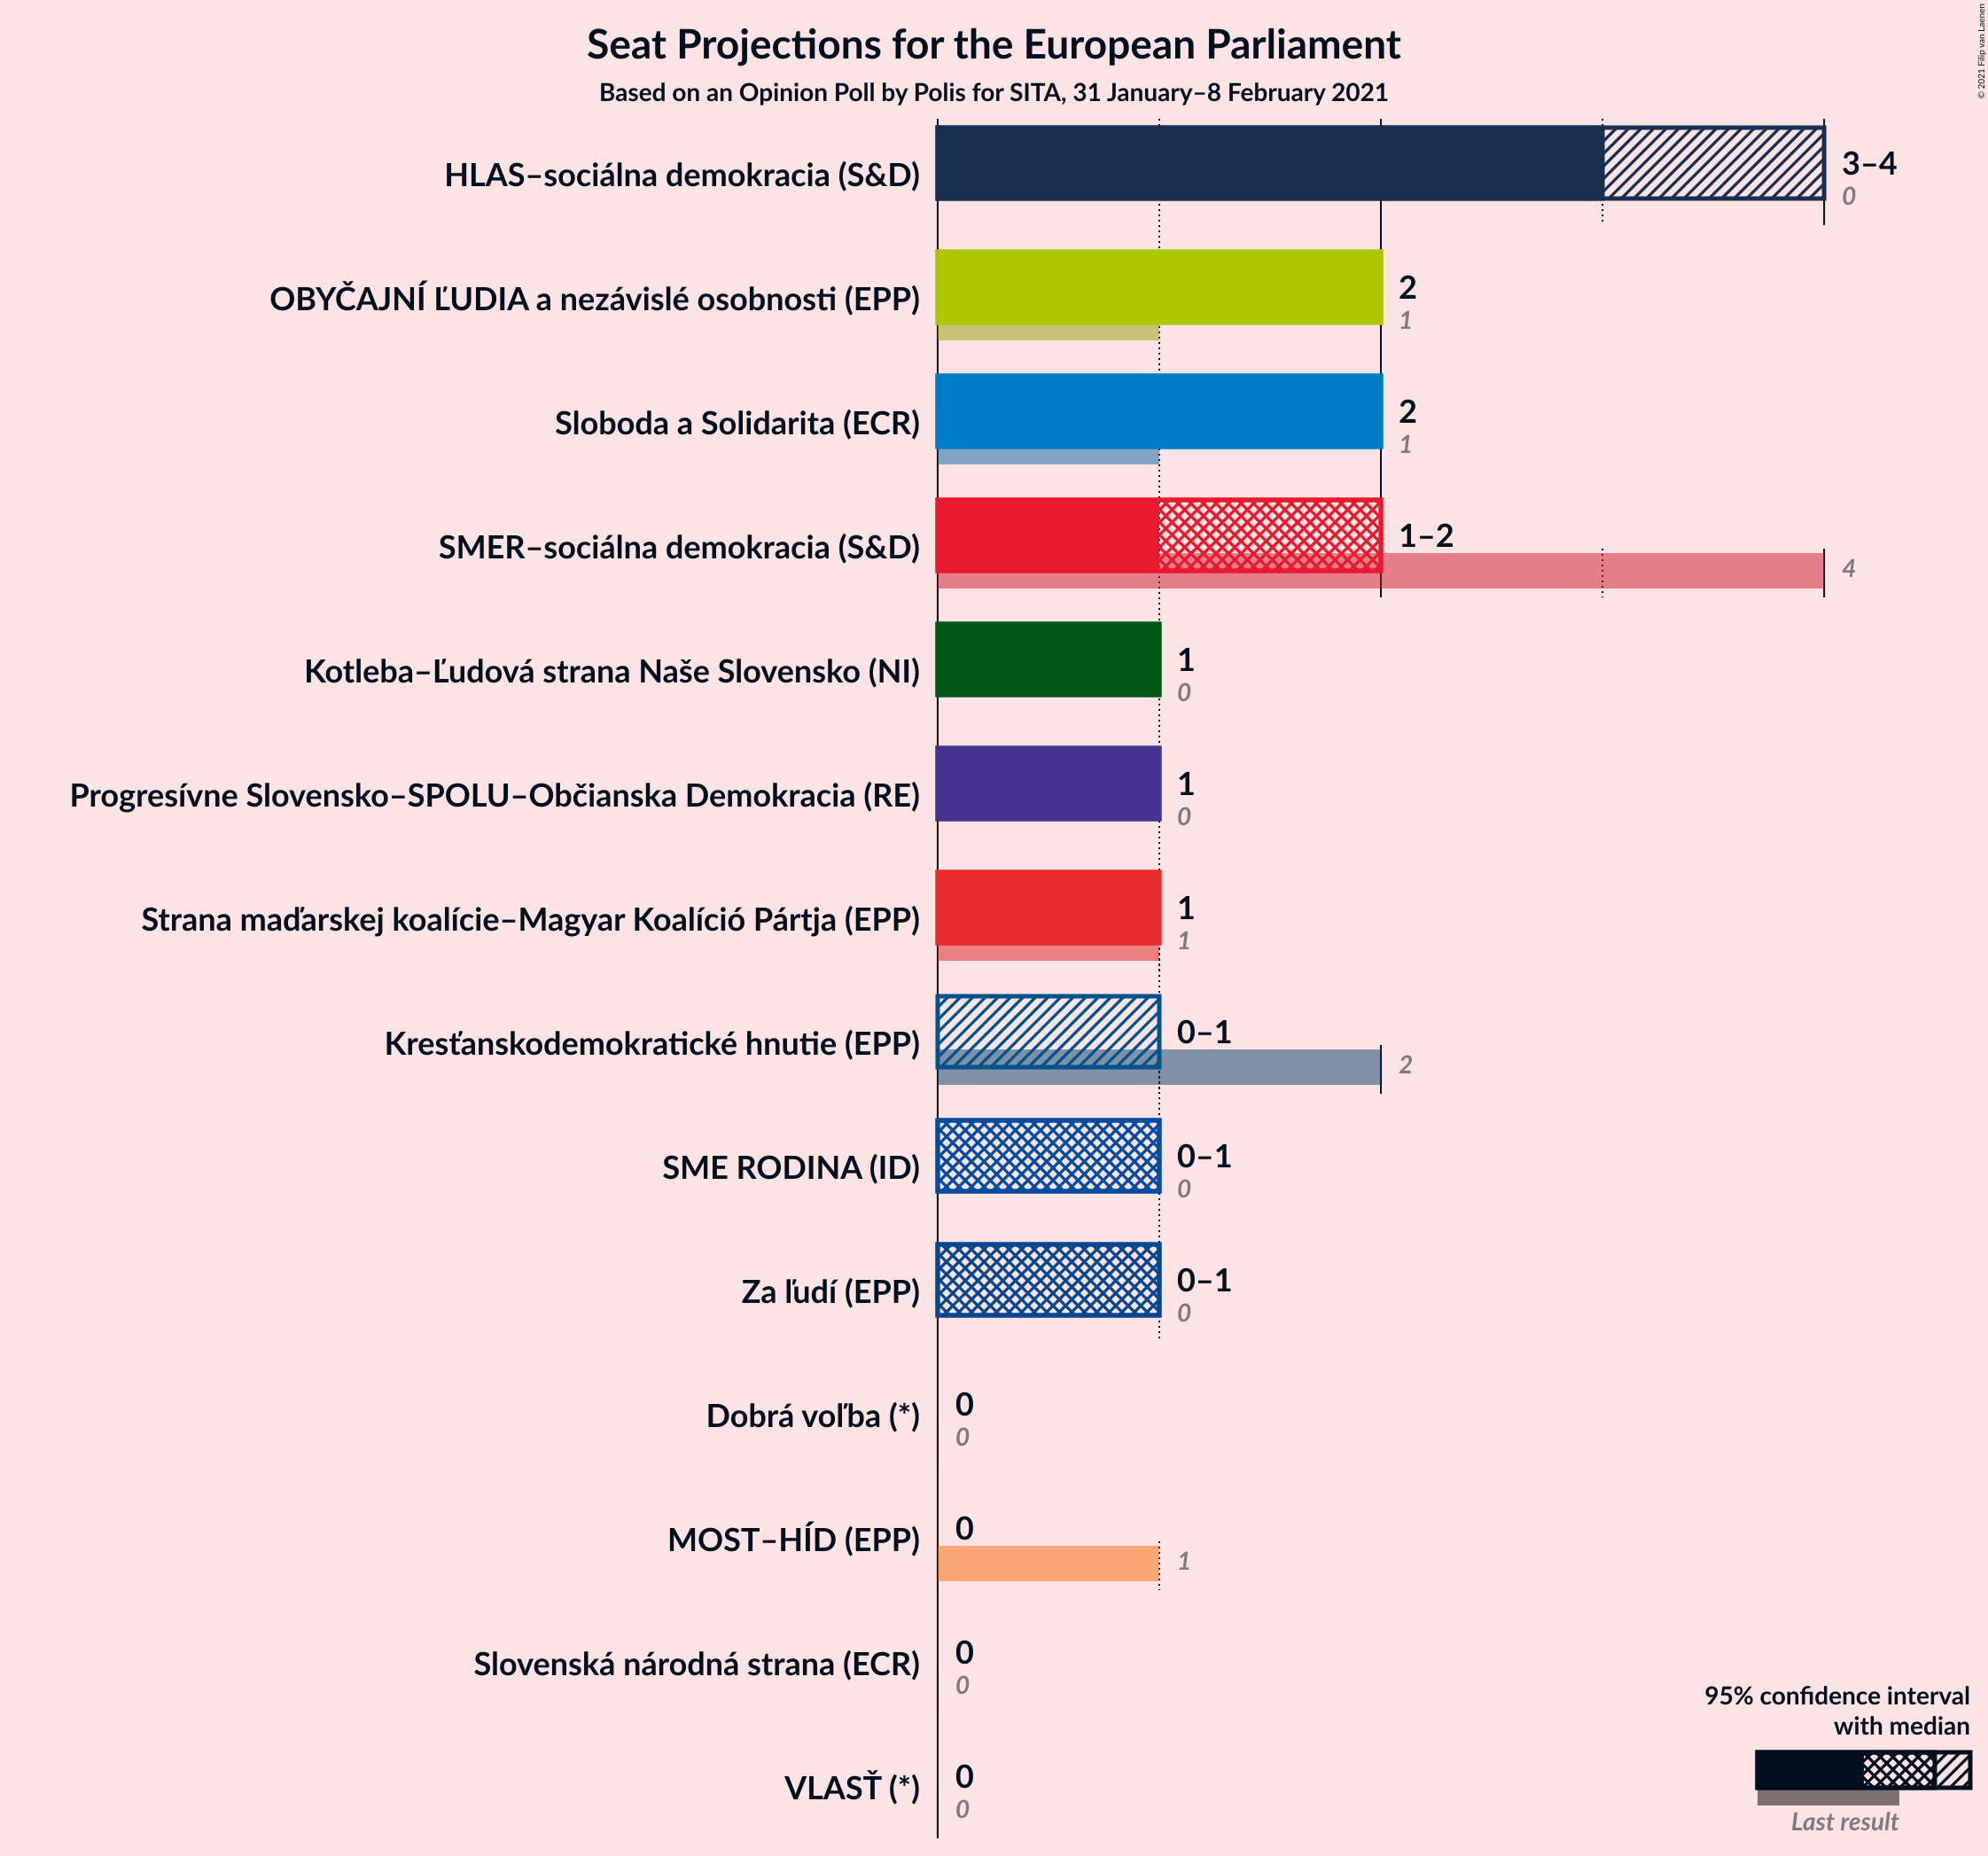 Seat Projections for the European Parliament
Based on an Opinion Poll by Polis for SITA, 31 January–8 February 2021
© 2021 Filip van Laenen
HLAS–sociálna demokracia (S&D)
3–4
0
OBYČAJNÍ ĽUDIA a nezávislé osobnosti (EPP)
2
1
Sloboda a Solidarita (ECR)
2
1
SMER–sociálna demokracia (S&D)
1–2
4
Kotleba–Ľudová strana Naše Slovensko (NI)
1
0
Progresívne Slovensko–SPOLU–Občianska Demokracia (RE)
1
0
Strana maďarskej koalície–Magyar Koalíció Pártja (EPP)
1
1
Kresťanskodemokratické hnutie (EPP)
0–1
2
SME RODINA (ID)
0–1
0
Za ľudí (EPP)
0–1
0
Dobrá voľba (*)
0
0
MOST–HÍD (EPP)
0
1
Slovenská národná strana (ECR)
0
0
VLASŤ (*)
0
0
95% confidence interval
with median
Last result